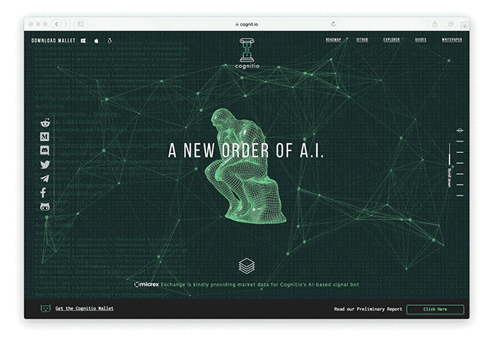 cognit.io
DOWNLOAD WALLET
ROADMAP
GITHUB
EXPLORER
GUIDES
WHITEPAPER
cognitio
A NEW ORDER OF A.I.
Scroll down
micrex Exchange is kindly providing market data for Cognitio's AI-based signal bot
Get the Cognitio Wallet
Read our Preliminary Report
Click Here